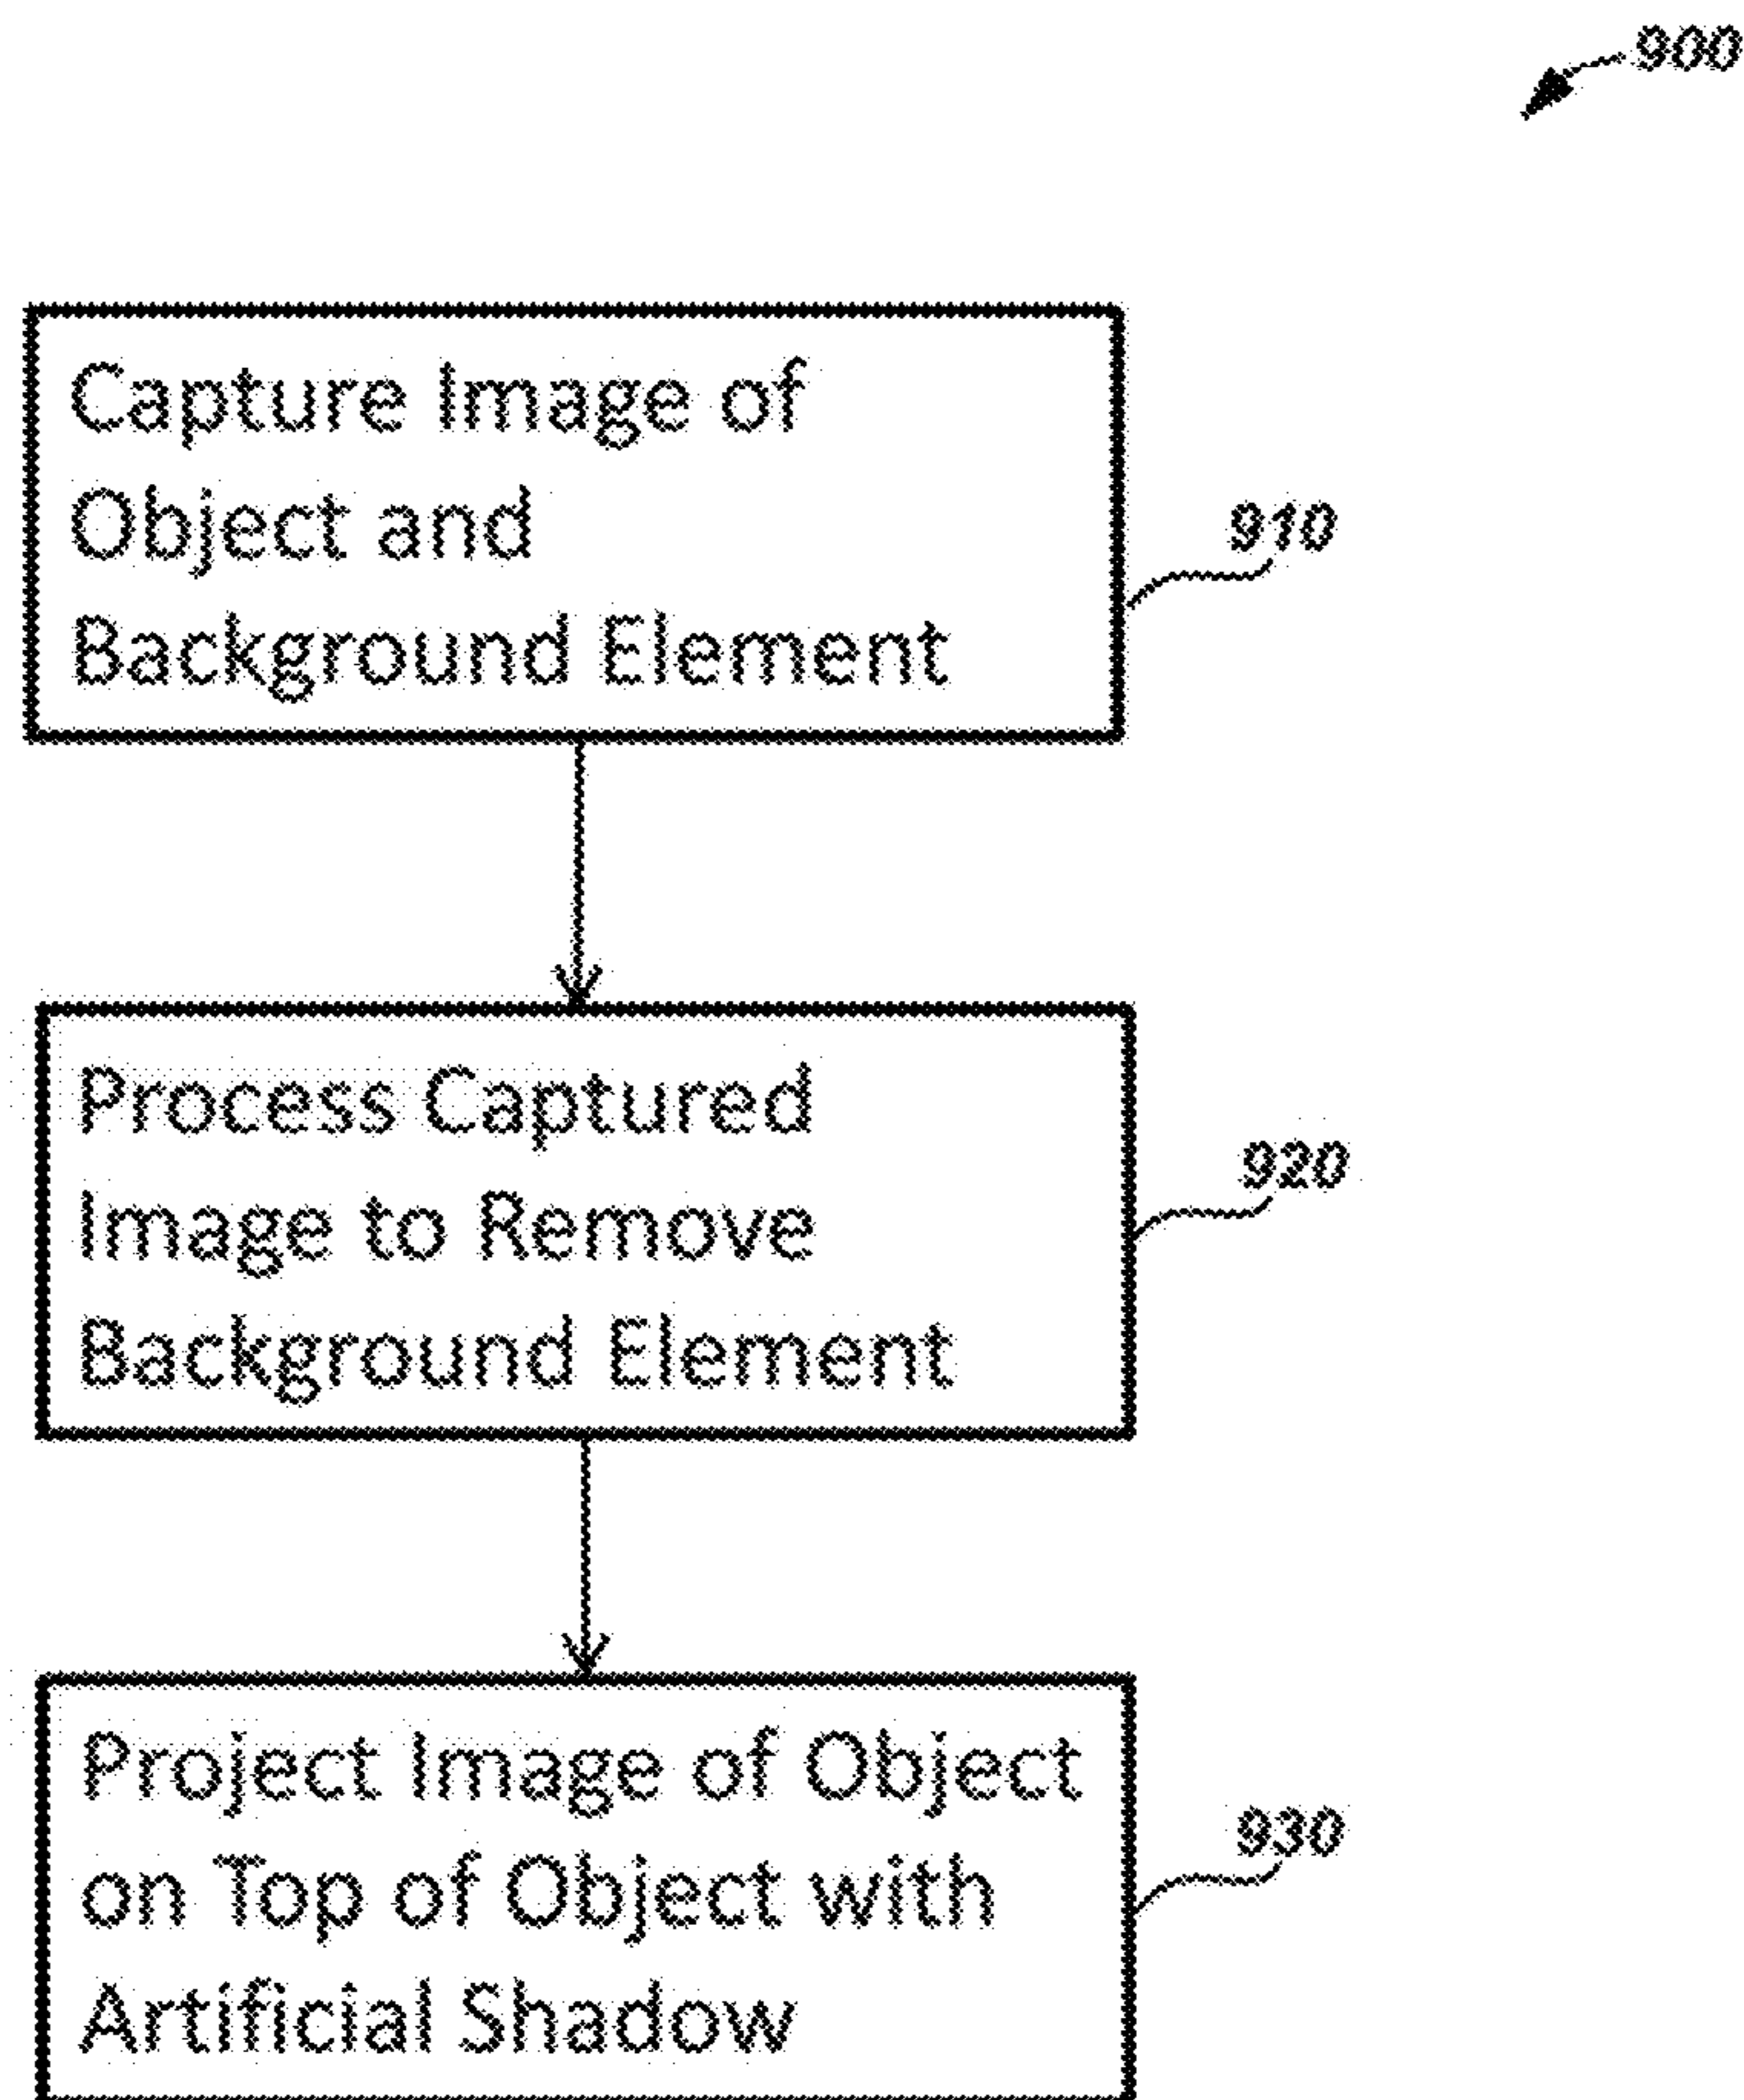 900
Capture Image of
Object and
Background Element
910
Process Captured
Image to Remove
Background Element
920
Project Image of Object
on Top of Object with
Artificial Shadow
930